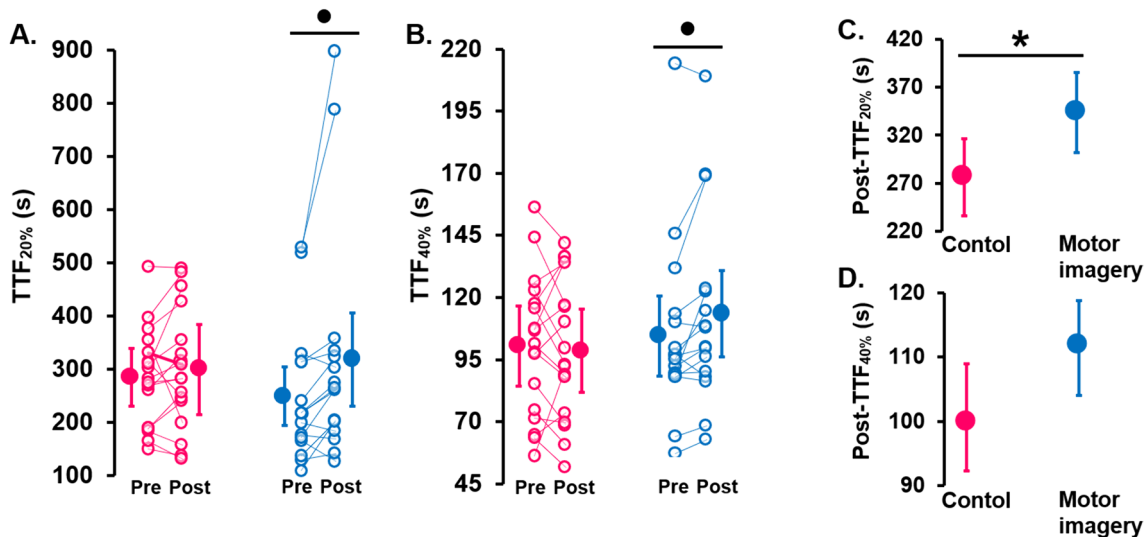 A.
TTF20% (s)
900
800
700
600
500
400
300
200
100
Pre Post
Pre Post
B.
TTF40% (s)
220
195
170
145
120
95
70
45
Pre Post
Pre Post
C.
Post-TTF20% (s)
420
370
320
270
220
*
Contol
Motor
imagery
D.
Post-TTF40% (s)
120
110
100
90
Contol
Motor
imagery